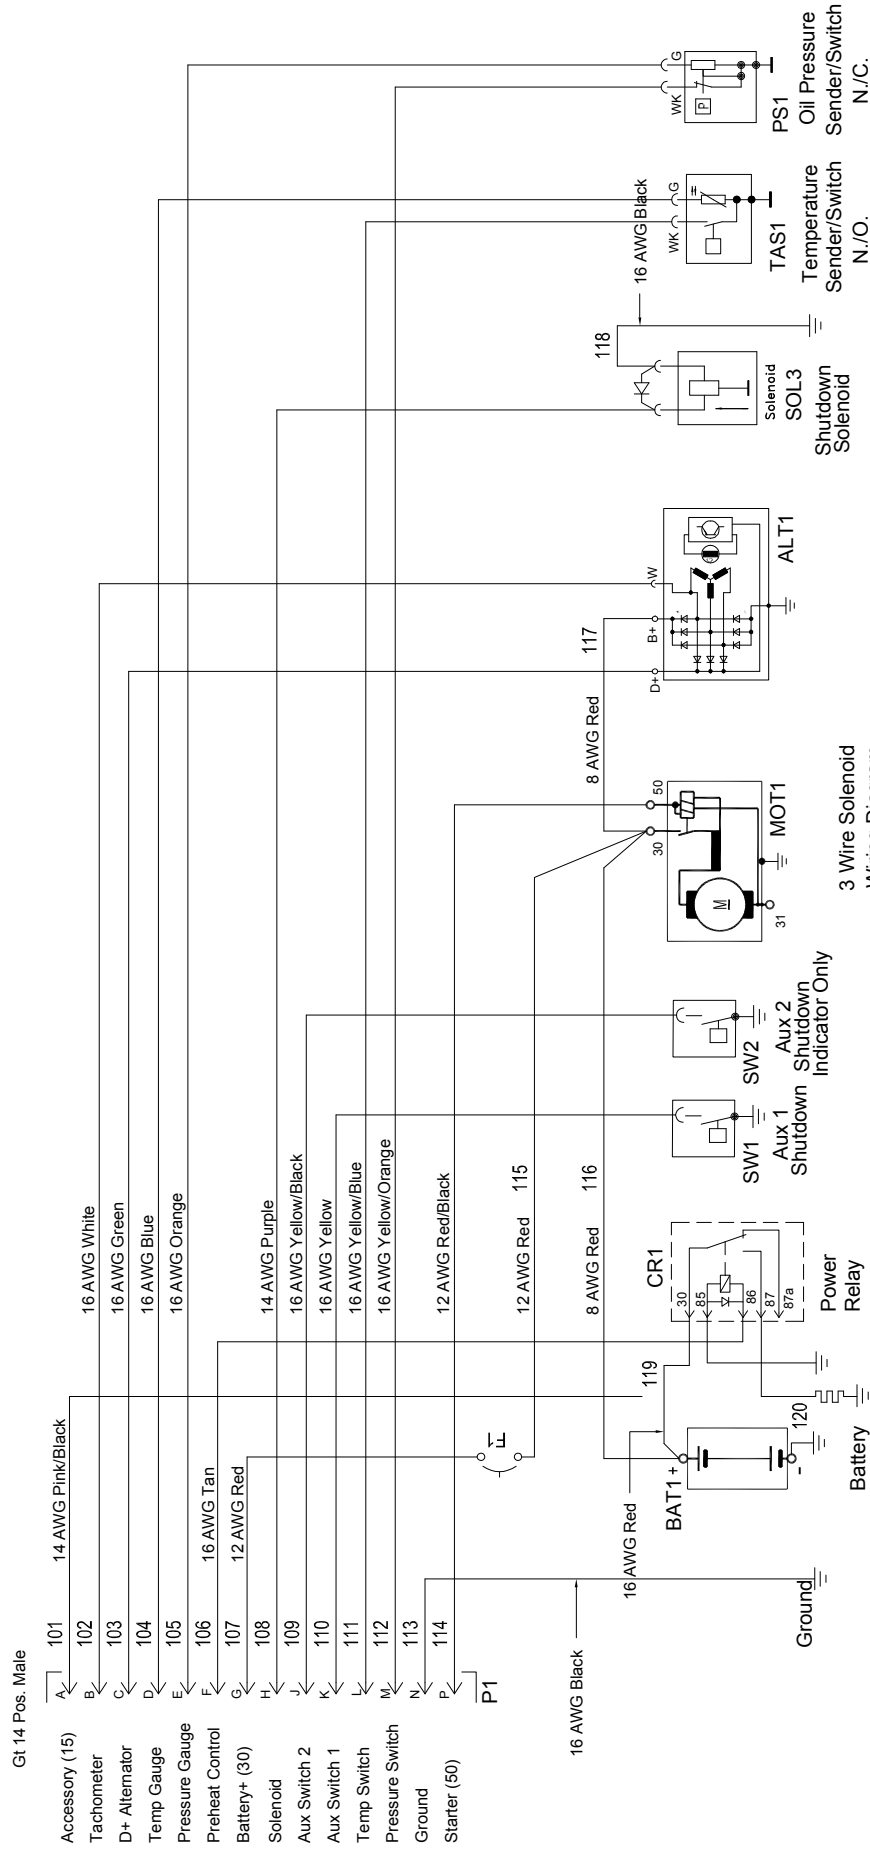 Gt 14 Pos. Male
Accessory (15)
Tachometer
D+ Alternator
Temp Gauge
Pressure Gauge
Preheat Control
Battery+ (30)
Solenoid
Aux Switch 2
Aux Switch 1
Temp Switch
Pressure Switch
Ground
Starter (50)
A
B
C
D
E
F
G
H
J
K
L
M
N
P
P1
101
102
103
104
105
106
107
108
109
110
111
112
113
114
14 AWG Pink/Black
16 AWG White
16 AWG Green
16 AWG Blue
16 AWG Orange
16 AWG Tan
12 AWG Red
14 AWG Purple
16 AWG Yellow/Black
16 AWG Yellow
16 AWG Yellow/Blue
16 AWG Yellow/Orange
12 AWG Red/Black
12 AWG Red
115
8 AWG Red
116
16 AWG Black
Ground
F1
16 AWG Red
119
BAT1
+
-
Battery
120
CR1
30
85
86
87
87a
Power
Relay
SW1
Aux 1
Shutdown
SW2
Aux 2
Shutdown
Indicator Only
30
50
M
31
MOT1
3 Wire Solenoid
8 AWG Red
117
D+
B+
W
G
ALT1
118
16 AWG Black
Solenoid
SOL3
Shutdown
Solenoid
WK
G
TAS1
Temperature
Sender/Switch
N./O.
WK
G
P
PS1
Oil Pressure
Sender/Switch
N./C.